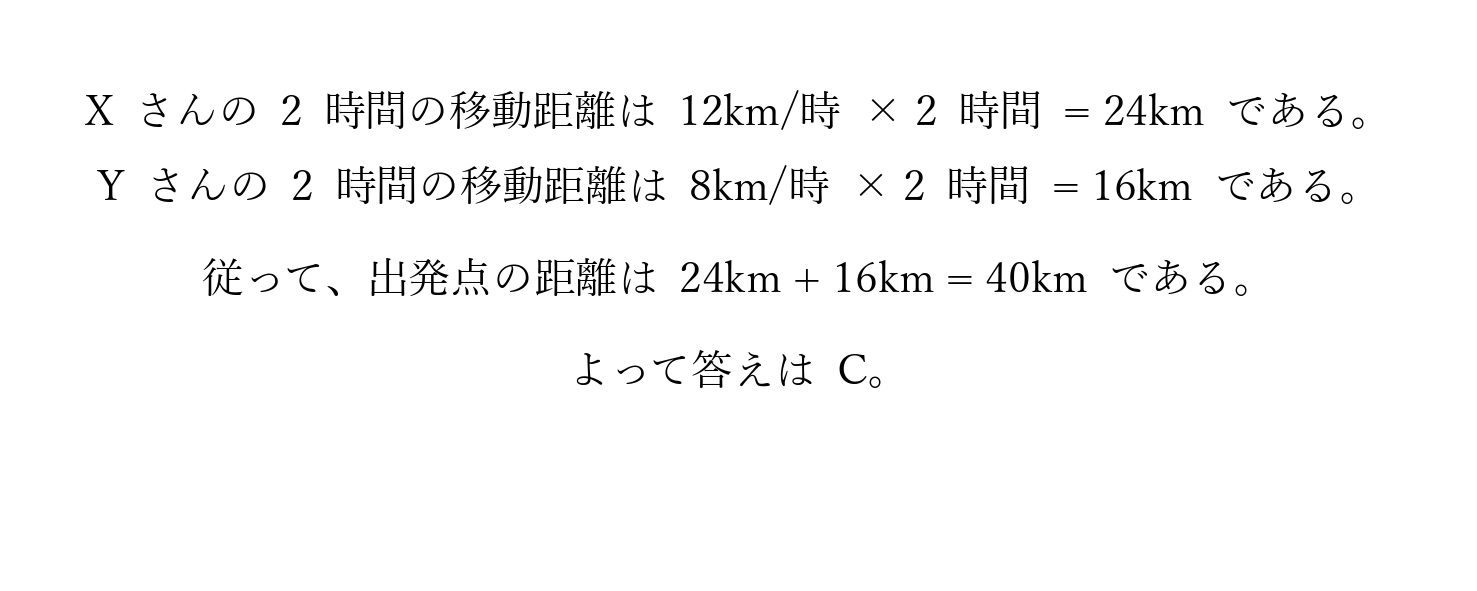 X さんの 2 時間の移動距離は 12km/時 × 2 時間 = 24km である。
Y さんの 2 時間の移動距離は 8km/時 × 2 時間 = 16km である。
従って、出発点の距離は 24km + 16km = 40km である。
よって答えは C。